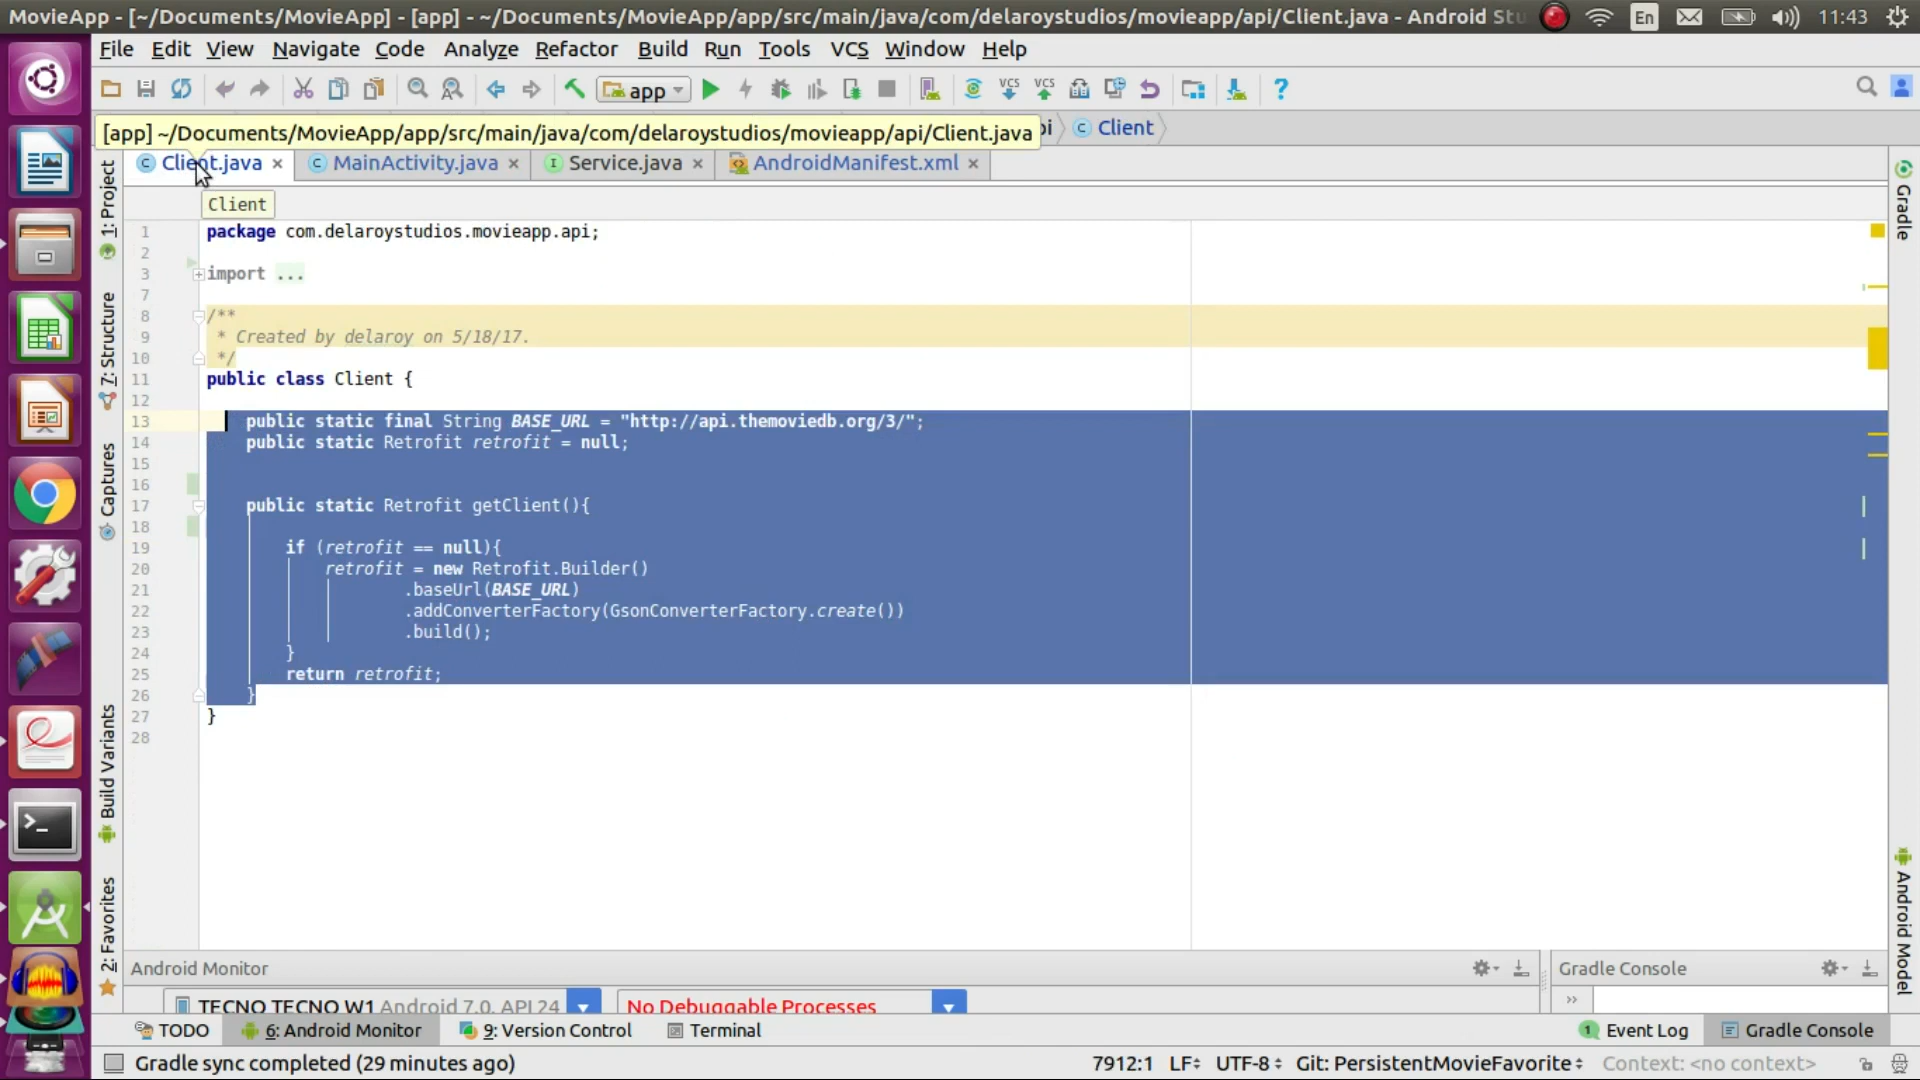 MovieApp - [~/Documents/MovieApp] - [app] - ~/Documents/MovieApp/app/src/main/java/com/delaroystudios/movieapp/api/Client.java - Android Stu
En
11:43
File Edit View Navigate Code Analyze Refactor Build Run Tools VCS Window Help
app
VCS VCS
?
[app] ~/Documents/MovieApp/app/src/main/java/com/delaroystudios/movieapp/api/Client.java
pi
C Client
C Client.java × C MainActivity.java × I Service.java × AndroidManifest.xml ×
Client
1: Project
7: Structure
Captures
Build Variants
2: Favorites
1 package com.delaroystudios.movieapp.api;
2
3 import ...
7
8 /**
9 * Created by delaroy on 5/18/17.
10 */
11 public class Client {
12
13 public static final String BASE_URL = "http://api.themoviedb.org/3/";
14 public static Retrofit retrofit = null;
15
16
17 public static Retrofit getClient(){
18
19 if (retrofit == null){
20 retrofit = new Retrofit.Builder()
21 .baseUrl(BASE_URL)
22 .addConverterFactory(GsonConverterFactory.create())
23 .build();
24 }
25 return retrofit;
26 }
27 }
28
Gradle
Android Model
Android Monitor
Gradle Console
TECNO TECNO W1 Android 7.0, API 24
No Debuggable Processes
»
TODO 6: Android Monitor 9: Version Control Terminal
1 Event Log Gradle Console
Gradle sync completed (29 minutes ago)
7912:1 LF UTF-8 Git: PersistentMovieFavorite Context: <no context>